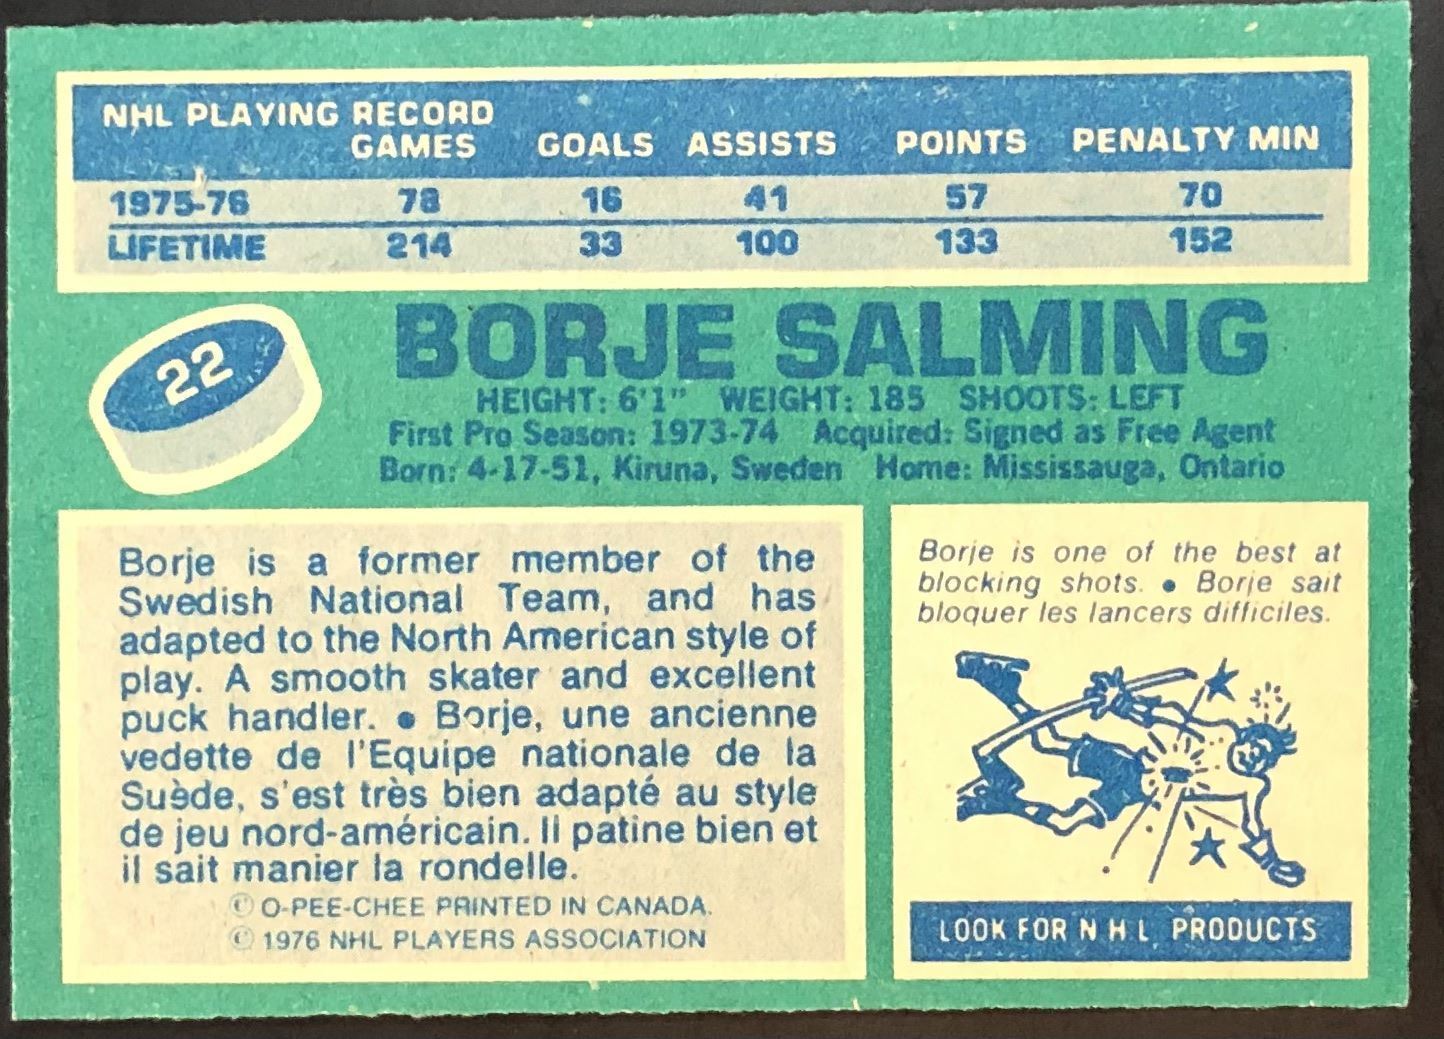 NHL PLAYING RECORD
GAMES GOALS ASSISTS POINTS PENALTY MIN
1975-76 78 16 41 57 70
LIFETIME 214 33 100 133 152
22
BORJE SALMING
HEIGHT: 6'1" WEIGHT: 185 SHOOTS: LEFT
First Pro Season: 1973-74 Acquired: Signed as Free Agent
Born: 4-17-51, Kiruna, Sweden Home: Mississauga, Ontario
Borje is a former member of the
Swedish National Team, and has
adapted to the North American style of
play. A smooth skater and excellent
puck handler. • Borje, une ancienne
vedette de l'Equipe nationale de la
Suède, s'est très bien adapté au style
de jeu nord-américain. Il patine bien et
il sait manier la rondelle.
© O-PEE-CHEE PRINTED IN CANADA.
© 1976 NHL PLAYERS ASSOCIATION
Borje is one of the best at
blocking shots. • Borje sait
bloquer les lancers difficiles.
LOOK FOR N H L PRODUCTS